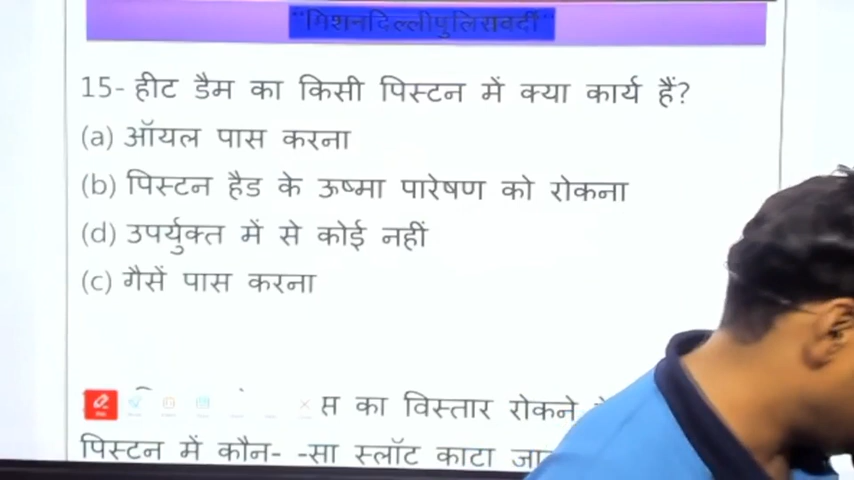 "मिशनदिल्लीपुलिसवर्दी"
15- हीट डैम का किसी पिस्टन में क्या कार्य हैं?
(a) ऑयल पास करना
(b) पिस्टन हैड के ऊष्मा पारेषण को रोकना
(d) उपर्युक्त में से कोई नहीं
(c) गैसें पास करना
का विस्तार रोकने
पिस्टन में कौन- -सा स्लॉट काटा